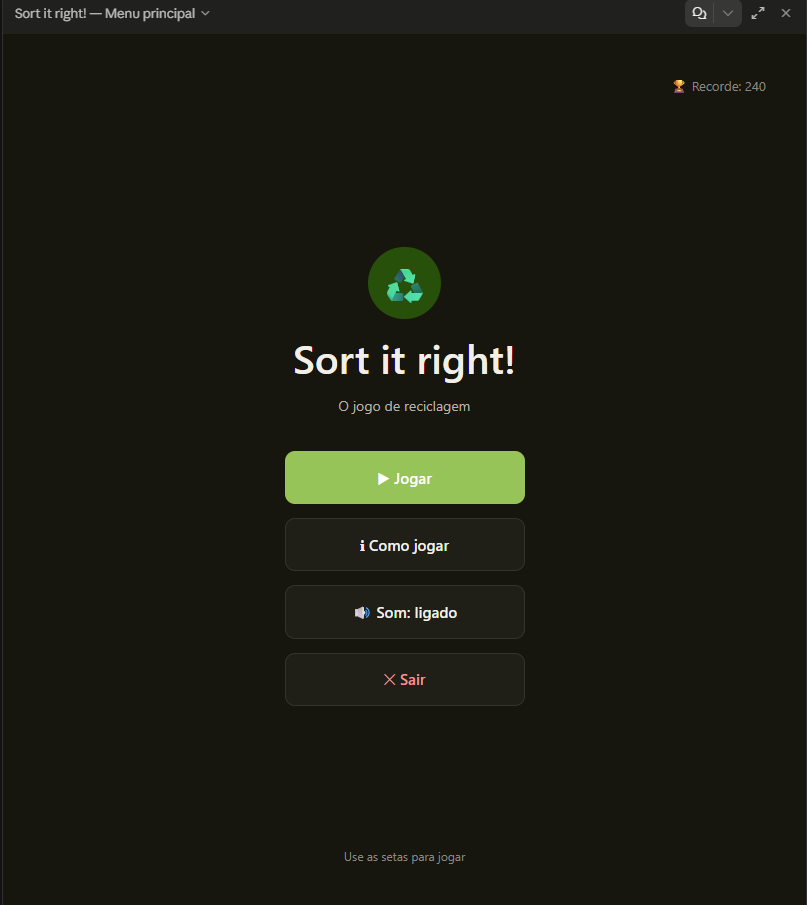 Sort it right! — Menu principal
🏆 Recorde: 240
Sort it right!
O jogo de reciclagem
▶ Jogar
ℹ Como jogar
🔊 Som: ligado
✕ Sair
Use as setas para jogar